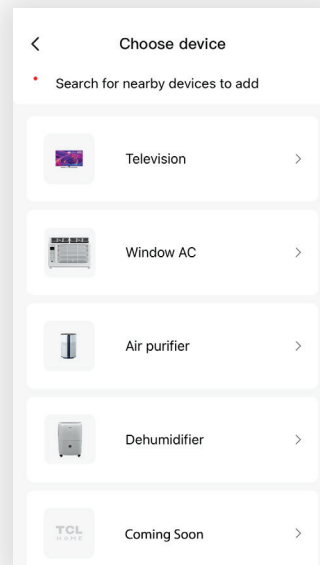 Choose device
Search for nearby devices to add
Television
Window AC
Air purifier
Dehumidifier
TCL
HOME
Coming Soon